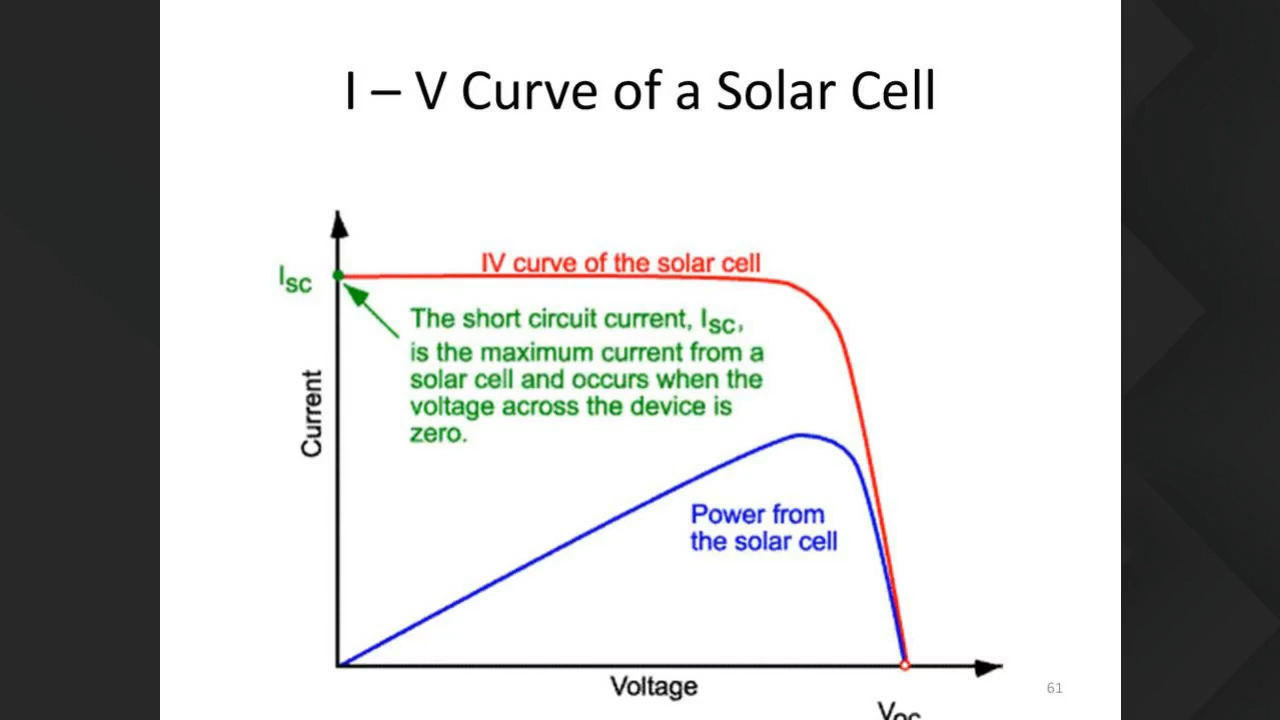 I – V Curve of a Solar Cell
IV curve of the solar cell
Isc
The short circuit current, Isc,
is the maximum current from a
solar cell and occurs when the
voltage across the device is
zero.
Current
Power from
the solar cell
Voltage
61
Voc